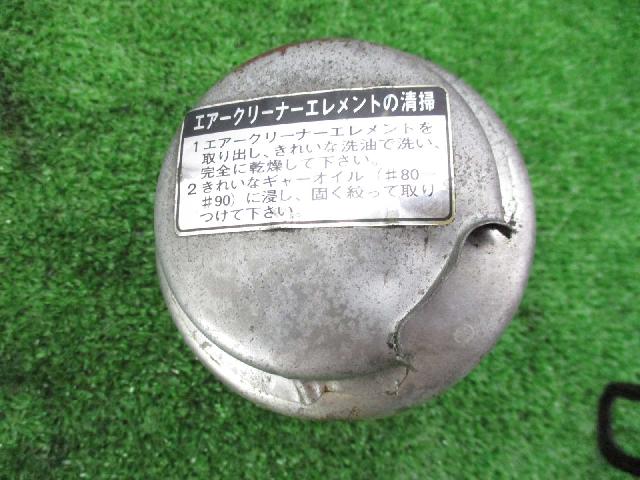 エアークリーナーエレメントの清掃
1 エアークリーナーエレメントを
取り出し、きれいな洗油で洗い、
完全に乾燥して下さい。
2 きれいなギャーオイル（♯80－
♯90）に浸し、固く絞って取り
つけて下さい